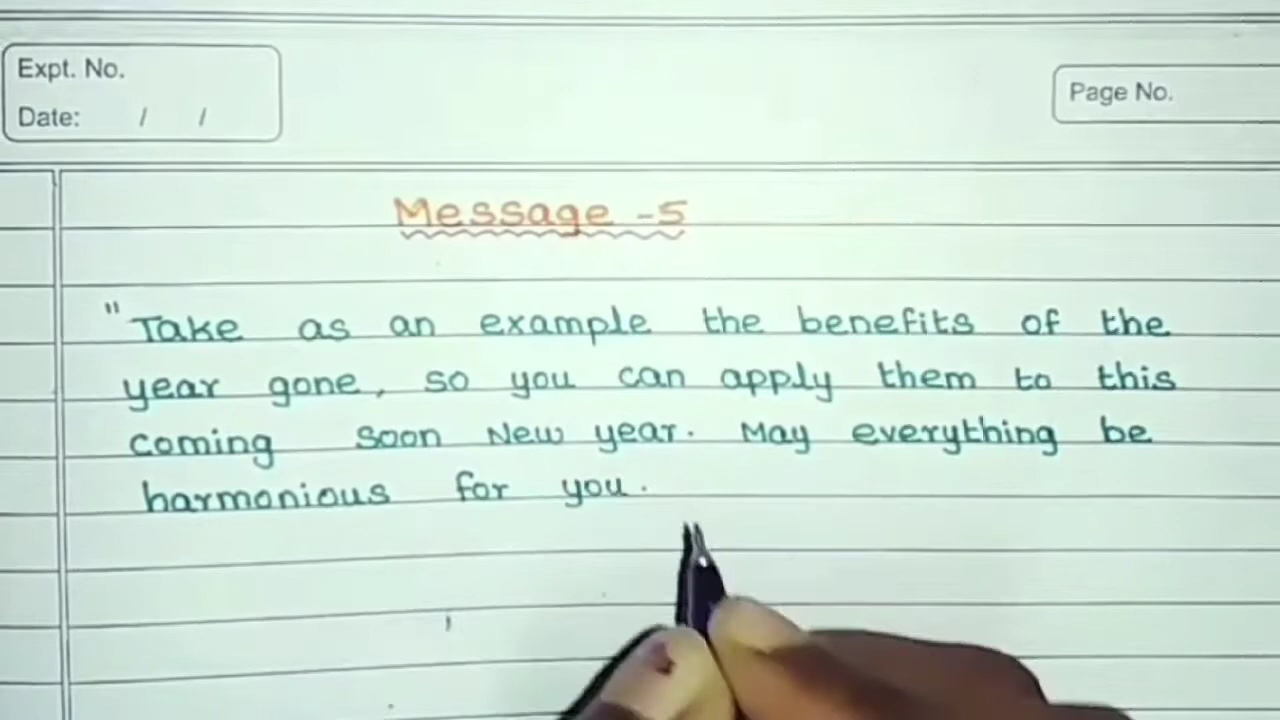 Expt. No.
Date: / /
Page No.
Message -5
"Take as an example the benefits of the
year gone, so you can apply them to this
coming soon New year. May everything be
harmonious for you.